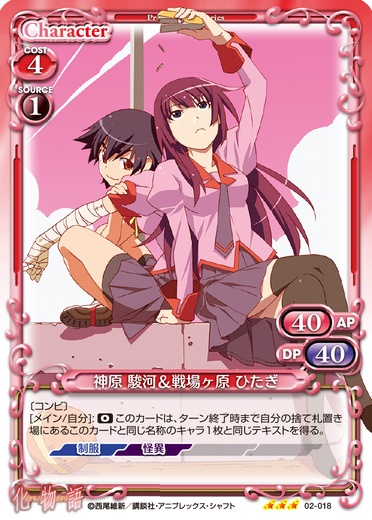 Character
COST
4
SOURCE
1
40 AP
DP 40
神原 駿河＆戦場ヶ原 ひたぎ
［コンビ］
［メイン/自分］：このカードは、ターン終了時まで自分の捨て札置き
場にあるこのカードと同じ名称のキャラ1枚と同じテキストを得る。
制服 怪異
化物語
©西尾維新／講談社・アニプレックス・シャフト
02-018